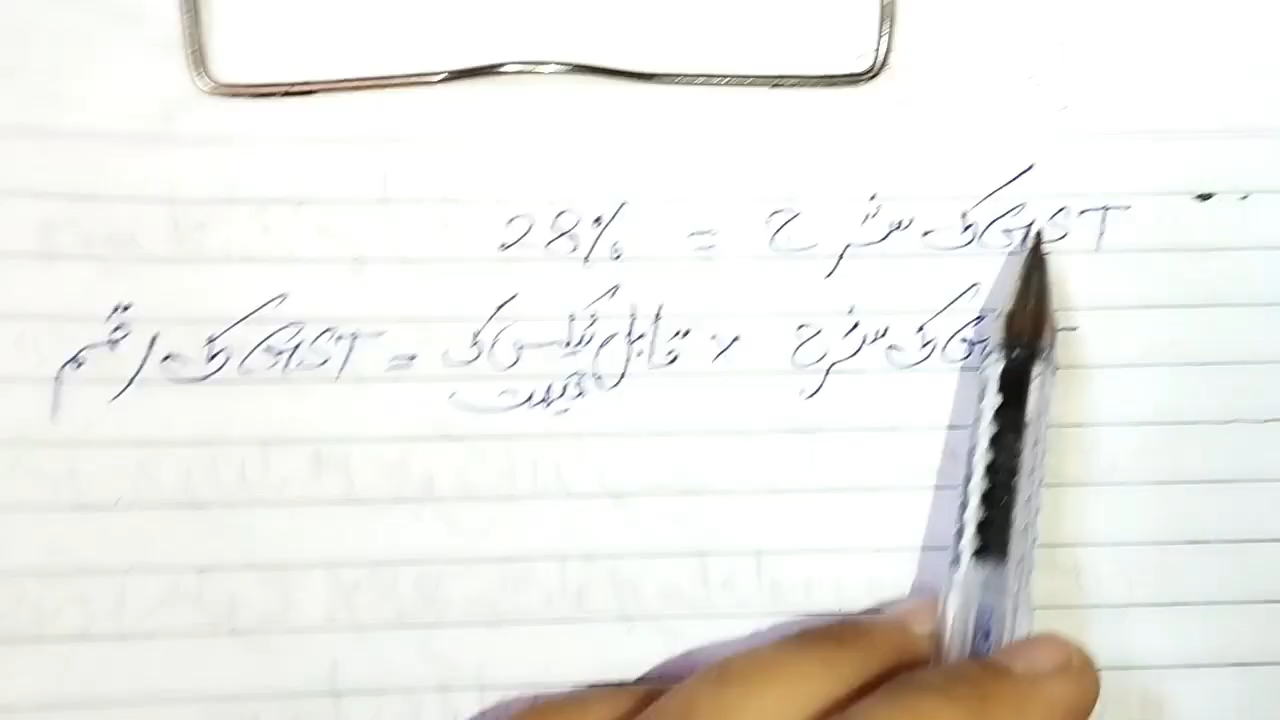 GST کی شرح = 28%
GST کی شرح × قابل ٹیکس کی قیمت = GST کی رقم